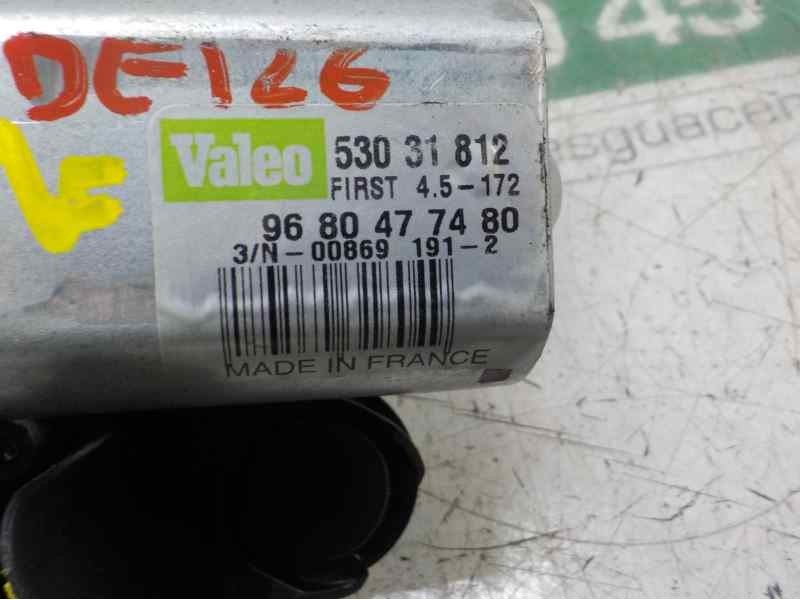 DE126
Valeo
530 31 812
FIRST 4.5-172
96 80 47 74 80
3/N-00869 191-2
MADE IN FRANCE